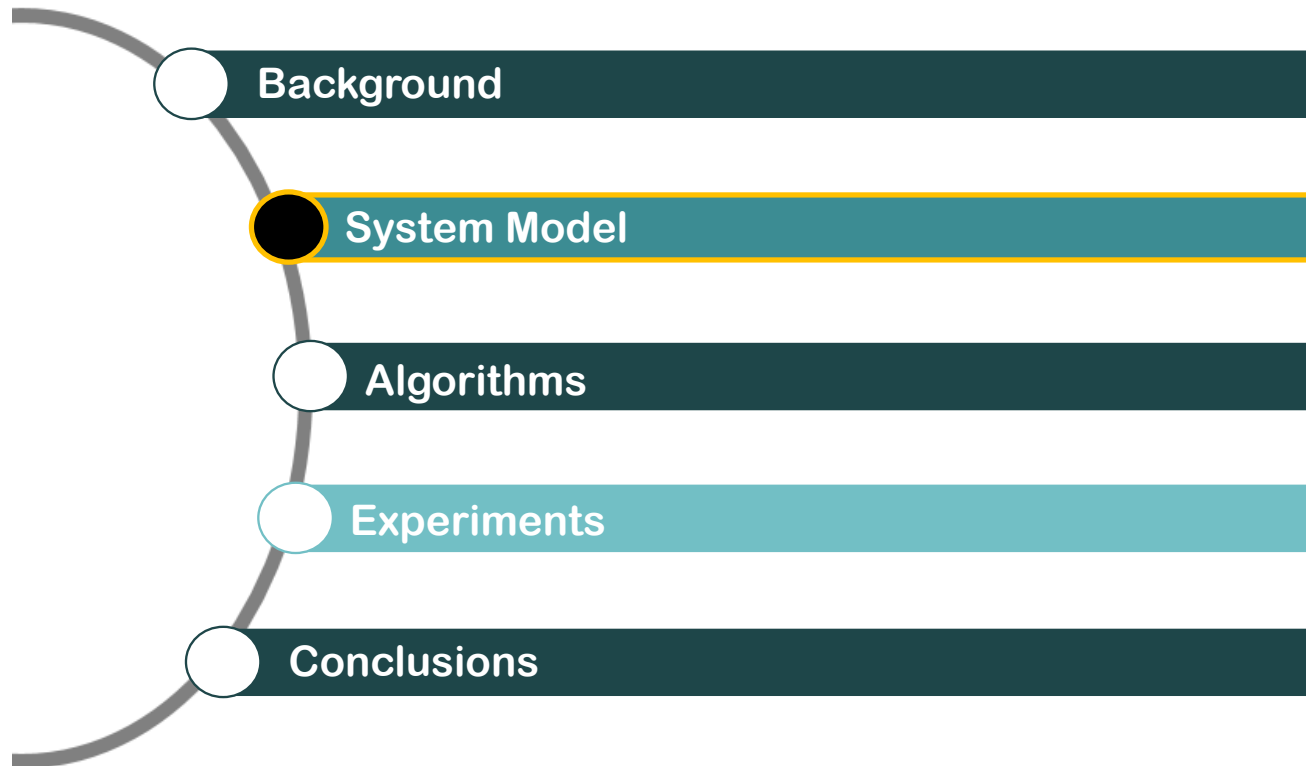 Background
System Model
Algorithms
Experiments
Conclusions